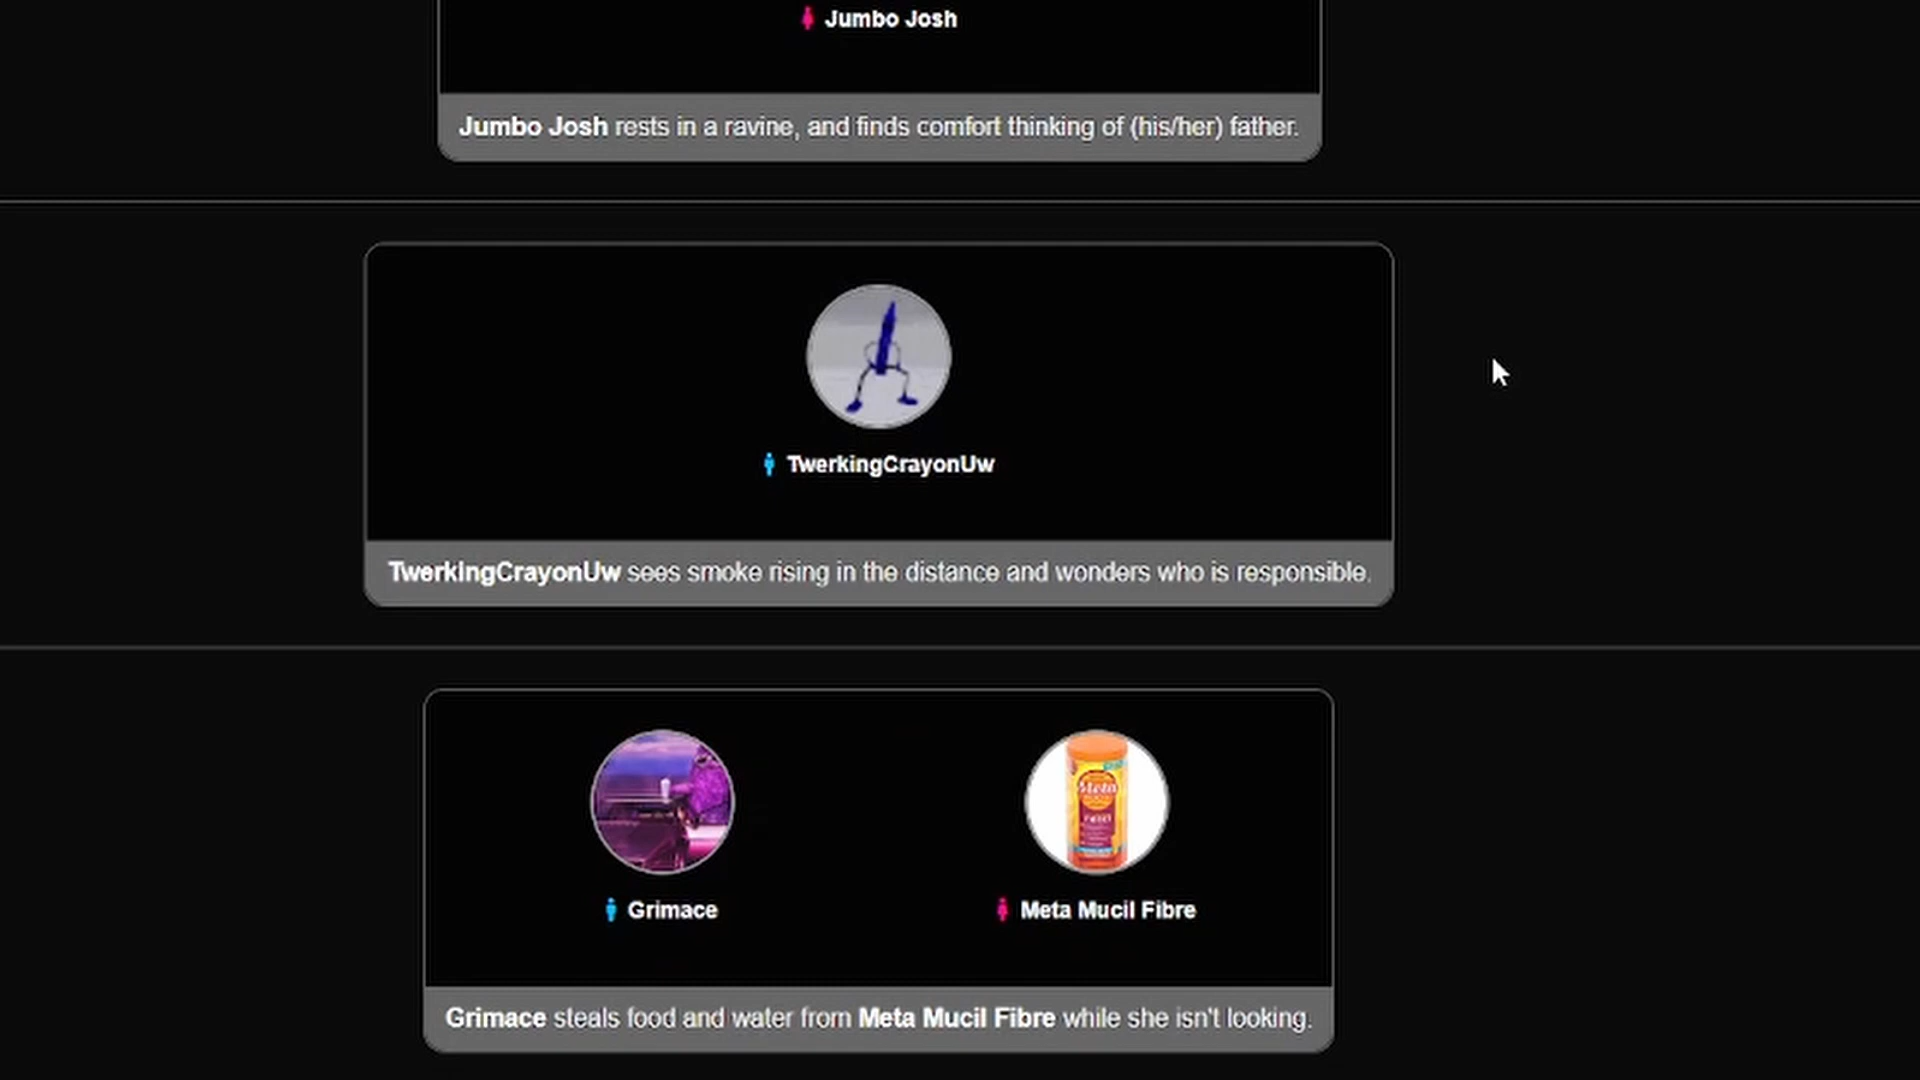 Jumbo Josh
Jumbo Josh rests in a ravine, and finds comfort thinking of (his/her) father.
TwerkingCrayonUw
TwerkingCrayonUw sees smoke rising in the distance and wonders who is responsible.
Meta
Grimace
Meta Mucil Fibre
Grimace steals food and water from Meta Mucil Fibre while she isn't looking.